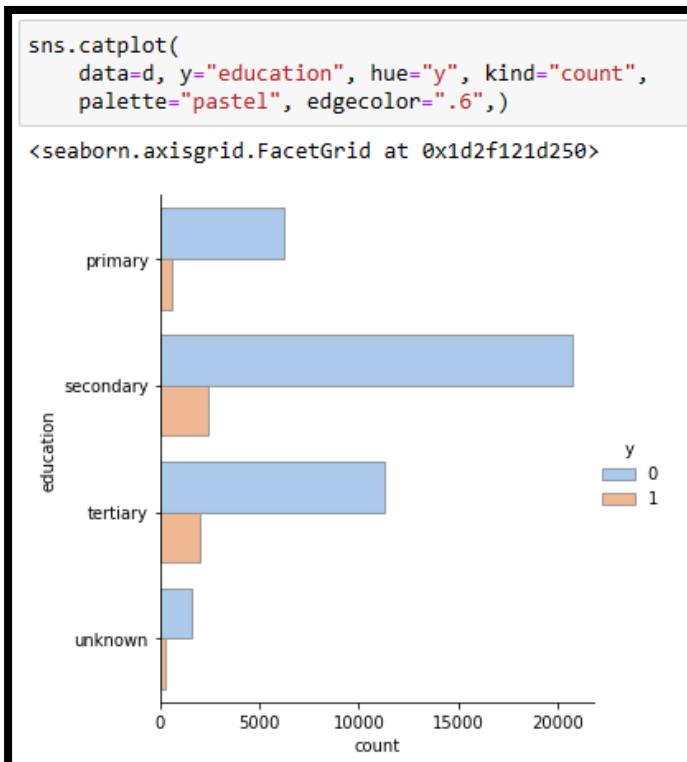 sns.catplot(
    data=d, y="education", hue="y", kind="count",
    palette="pastel", edgecolor=".6",)
<seaborn.axisgrid.FacetGrid at 0x1d2f121d250>
primary
secondary
tertiary
unknown
education
y
0
1
0 5000 10000 15000 20000
count